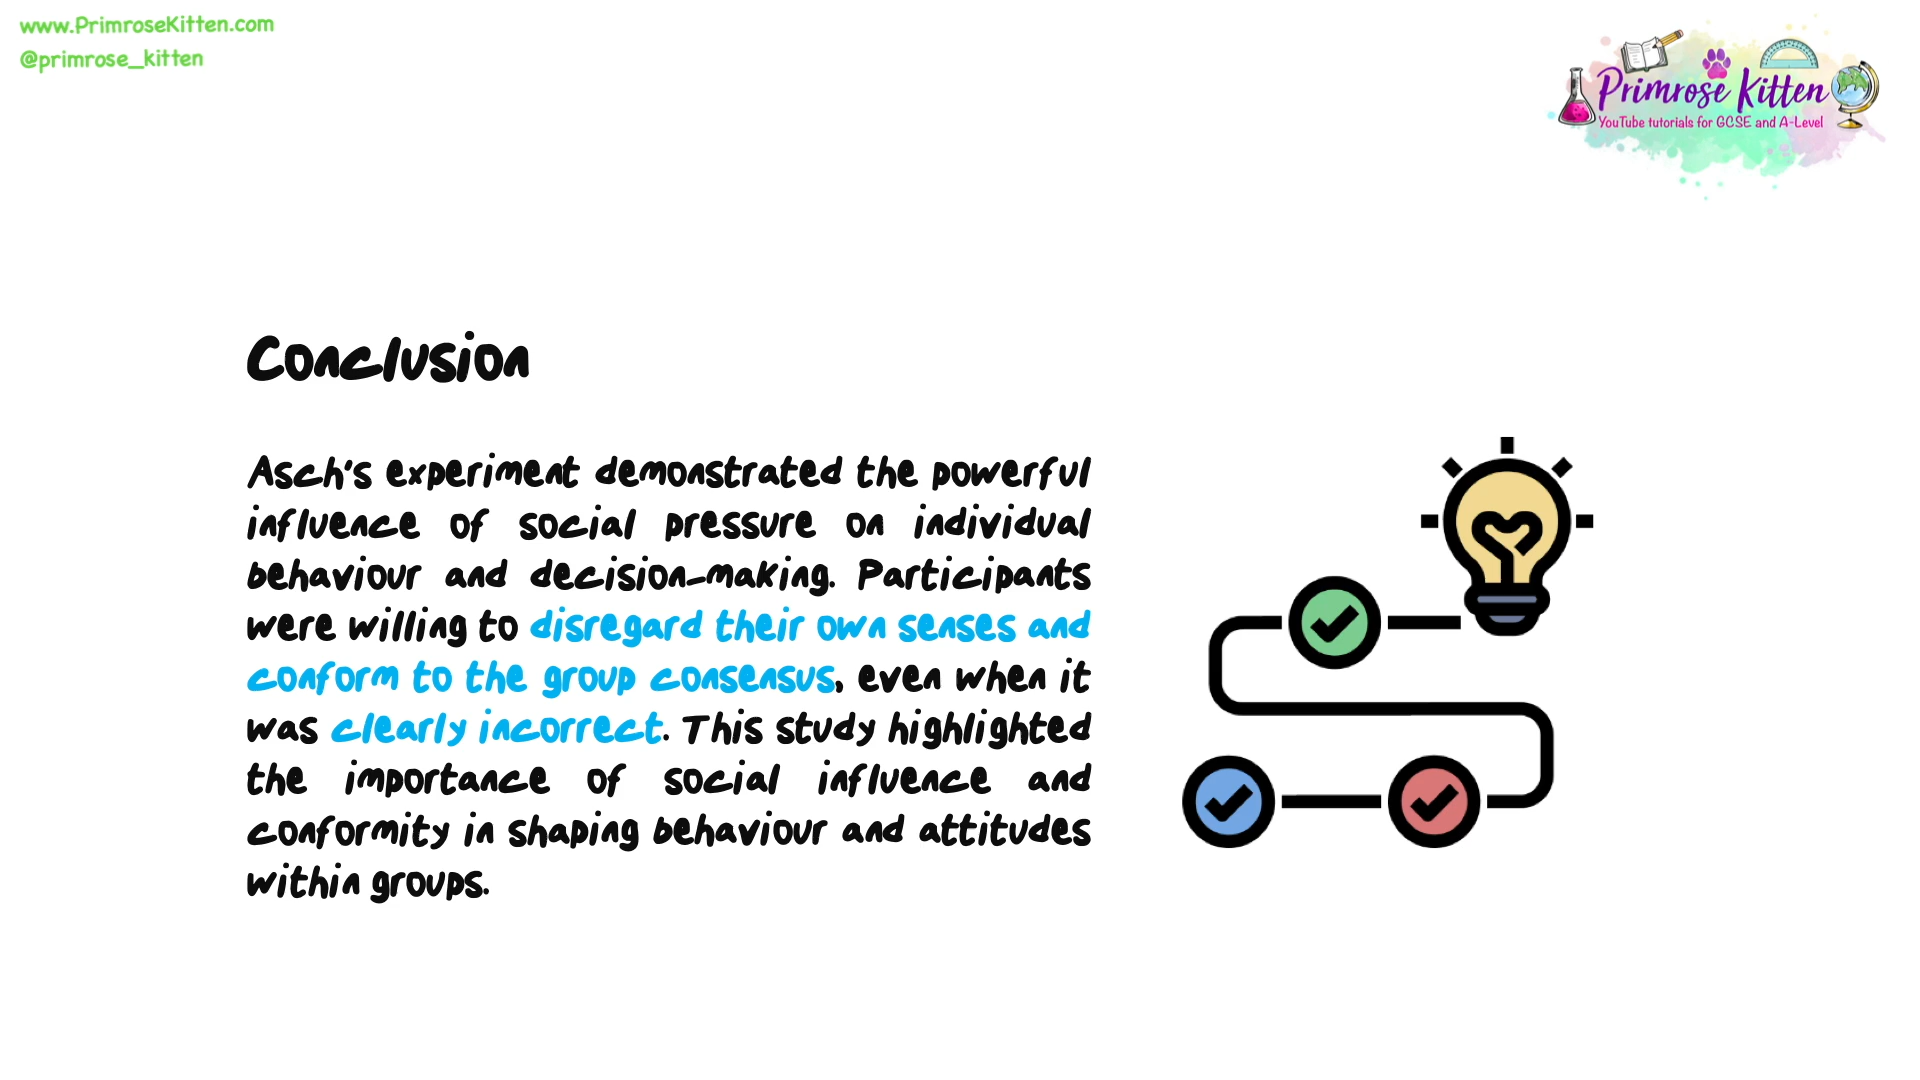 www.PrimroseKitten.com
@primrose_kitten
Primrose Kitten
YouTube tutorials for GCSE and A-Level
Conclusion
Asch's experiment demonstrated the powerful
influence of social pressure on individual
behaviour and decision-making. Participants
were willing to disregard their own senses and
conform to the group consensus, even when it
was clearly incorrect. This study highlighted
the importance of social influence and
conformity in shaping behaviour and attitudes
within groups.